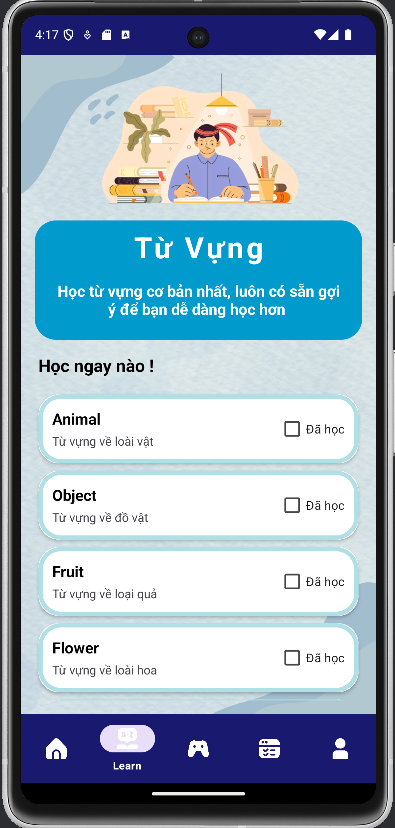 4:17
Từ Vựng
Học từ vựng cơ bản nhất, luôn có sẵn gợi
ý để bạn dễ dàng học hơn
Học ngay nào !
Animal
Từ vựng về loài vật
Đã học
Object
Từ vựng về đồ vật
Đã học
Fruit
Từ vựng về loại quả
Đã học
Flower
Từ vựng về loài hoa
Đã học
Learn